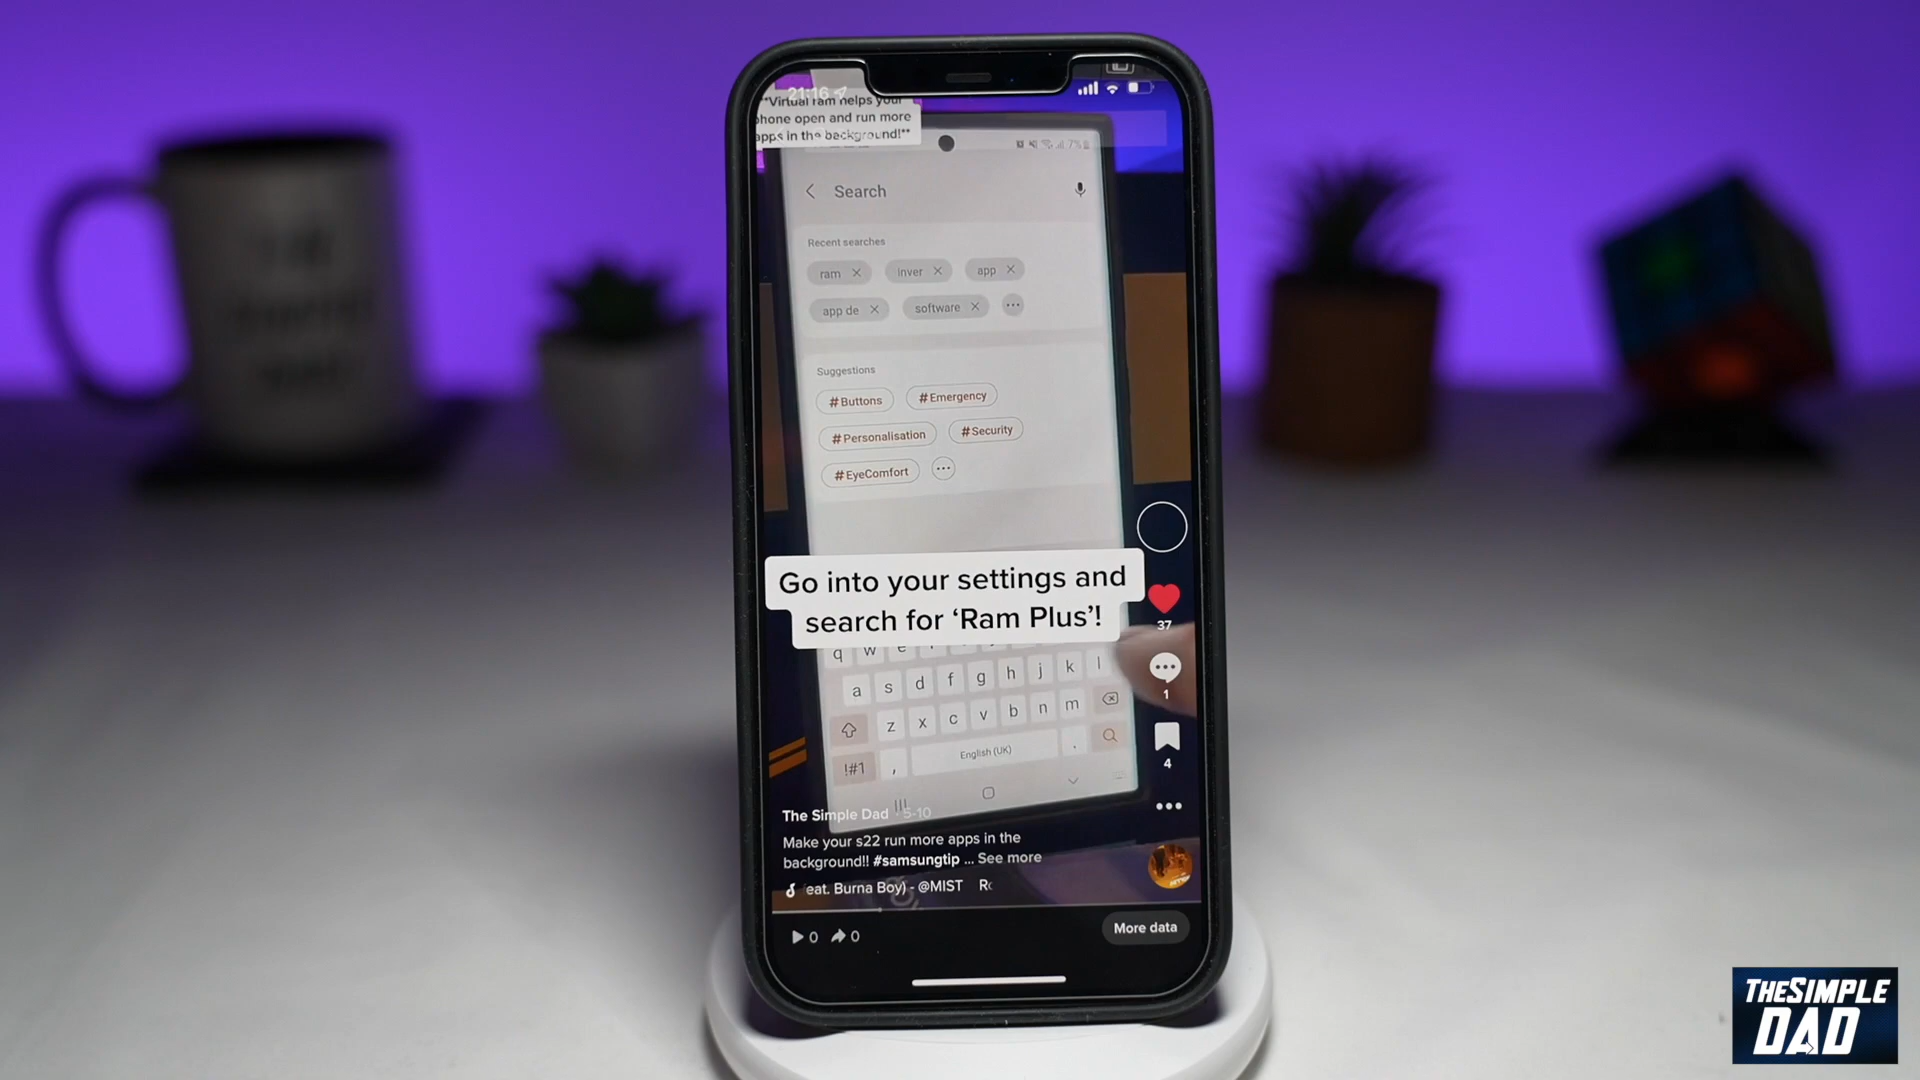 21:16
"Virtual ram helps your
phone open and run more
apps in the background!**
7%
Search
Recent searches
ram
inver
app
app de
software
Suggestions
#Buttons
#Emergency
#Personalisation
#Security
#EyeComfort
Go into your settings and
search for ‘Ram Plus’!
37
1
4
q w e
a s d f g h j k l
z x c v b n m
!#1 , English (UK) .
The Simple Dad · 5-10
Make your s22 run more apps in the
background!! #samsungtip ... See more
eat. Burna Boy) - @MIST
0 0
More data
THE SIMPLE
DAD